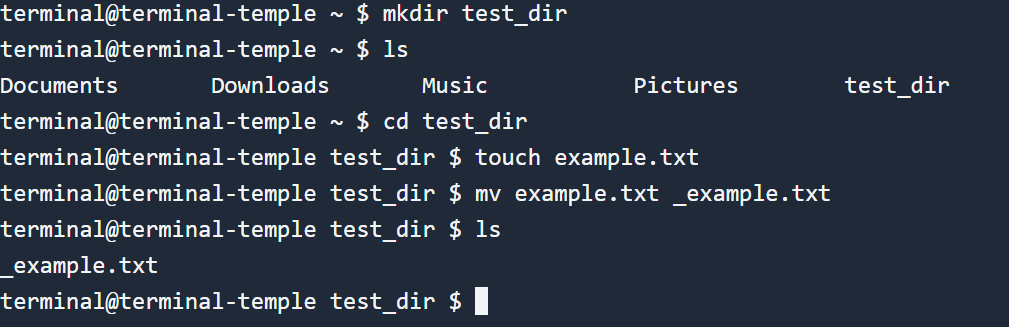 terminal@terminal-temple ~ $ mkdir test_dir
terminal@terminal-temple ~ $ ls
Documents       Downloads       Music           Pictures        test_dir
terminal@terminal-temple ~ $ cd test_dir
terminal@terminal-temple test_dir $ touch example.txt
terminal@terminal-temple test_dir $ mv example.txt _example.txt
terminal@terminal-temple test_dir $ ls
_example.txt
terminal@terminal-temple test_dir $